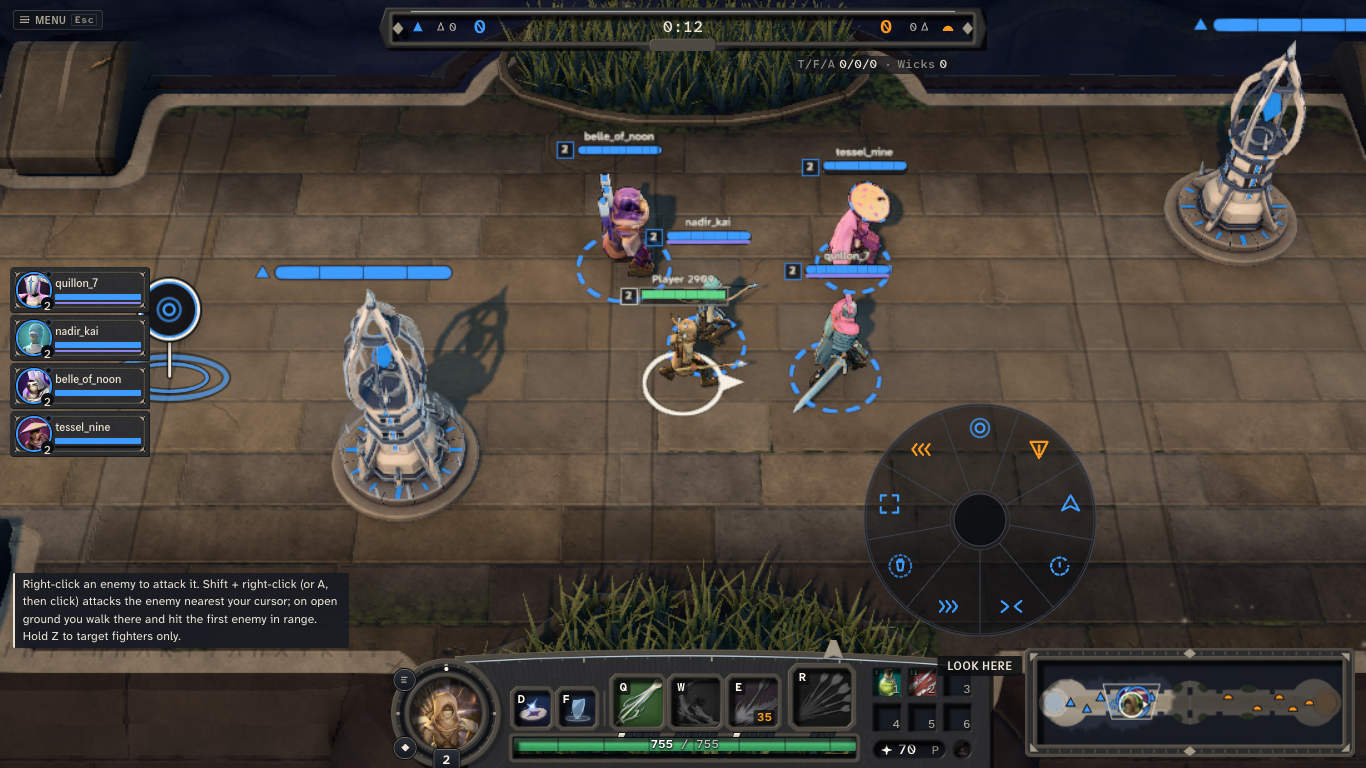 MENU Esc
0 0 0:12 0 0
T/F/A 0/0/0 · Wicks 0
belle_of_noon
2
tessel_nine
2
nadir_kai
2
quillon_7
2
Player 2908
2
quillon_7
2
nadir_kai
2
belle_of_noon
2
tessel_nine
2
Right-click an enemy to attack it. Shift + right-click (or A,
then click) attacks the enemy nearest your cursor; on open
ground you walk there and hit the first enemy in range.
Hold Z to target fighters only.
LOOK HERE
D F Q W E R
35
1 2 3
4 5 6
755 / 755
70 P
2